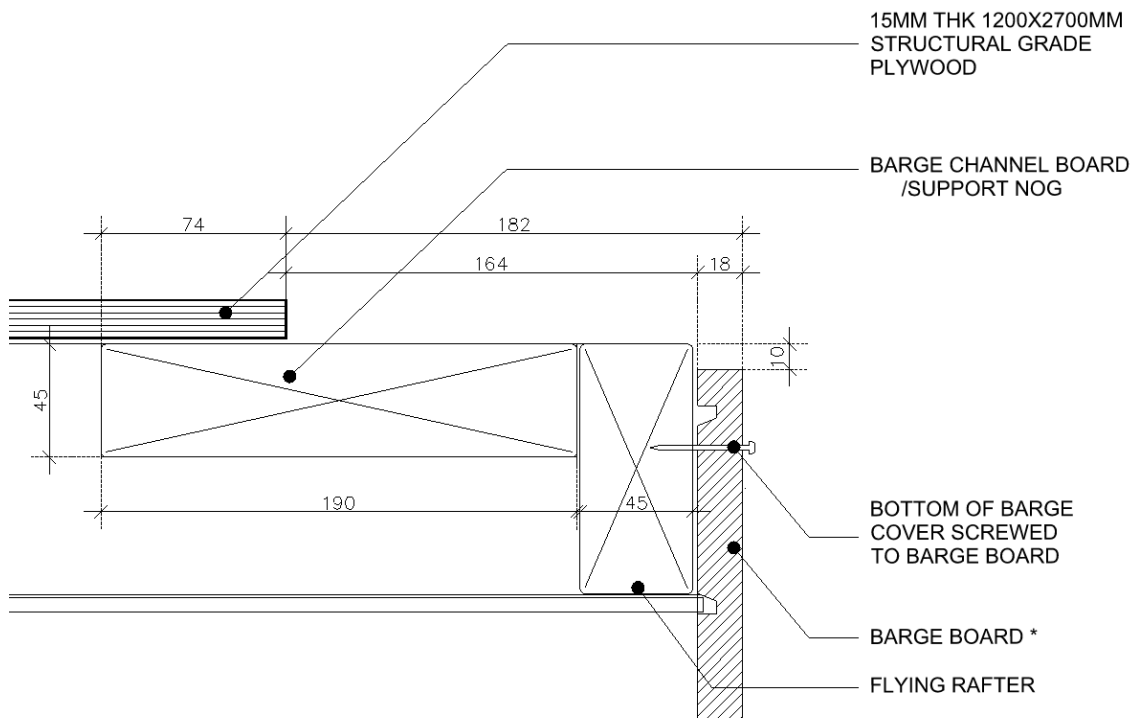 15MM THK 1200X2700MM
STRUCTURAL GRADE
PLYWOOD
BARGE CHANNEL BOARD
/SUPPORT NOG
74
182
164
18
10
45
190
45
BOTTOM OF BARGE
COVER SCREWED
TO BARGE BOARD
BARGE BOARD *
FLYING RAFTER